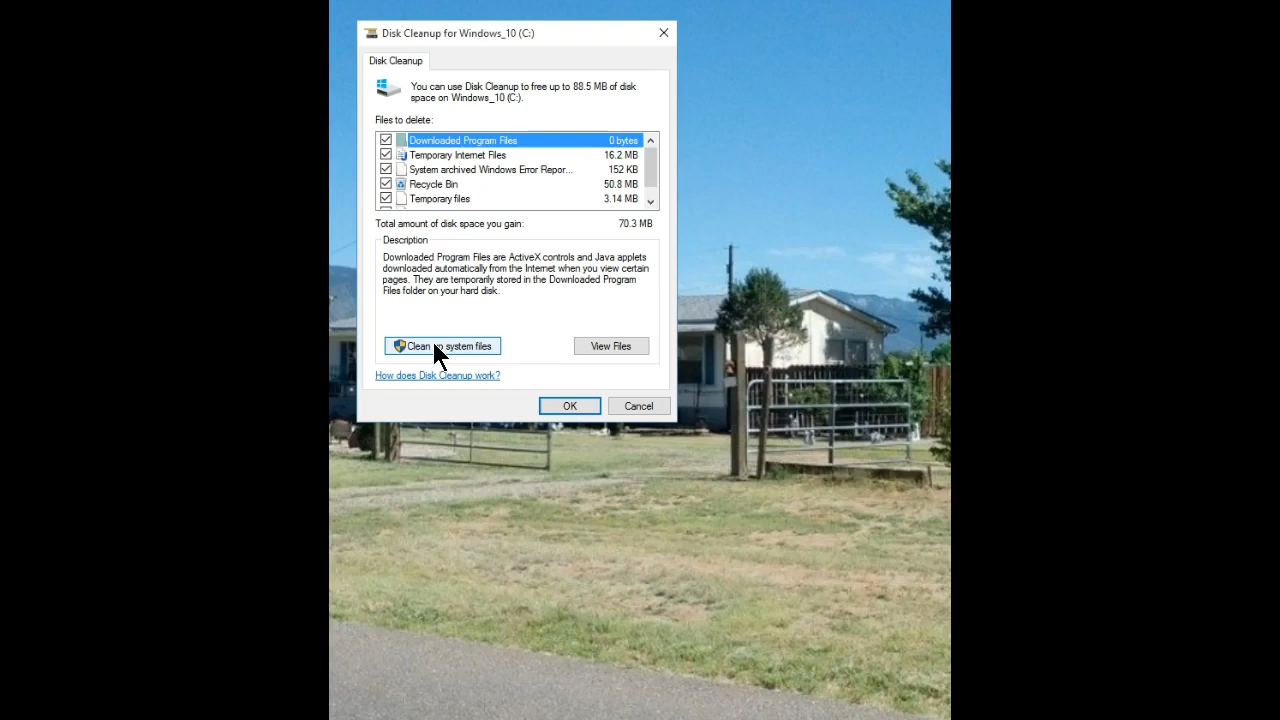 Disk Cleanup for Windows_10 (C:)
Disk Cleanup
You can use Disk Cleanup to free up to 88.5 MB of disk
space on Windows_10 (C:).
Files to delete:
Downloaded Program Files 0 bytes
Temporary Internet Files 16.2 MB
System archived Windows Error Repor... 152 KB
Recycle Bin 50.8 MB
Temporary files 3.14 MB
Total amount of disk space you gain: 70.3 MB
Description
Downloaded Program Files are ActiveX controls and Java applets
downloaded automatically from the Internet when you view certain
pages. They are temporarily stored in the Downloaded Program
Files folder on your hard disk.
Clean up system files View Files
How does Disk Cleanup work?
OK Cancel